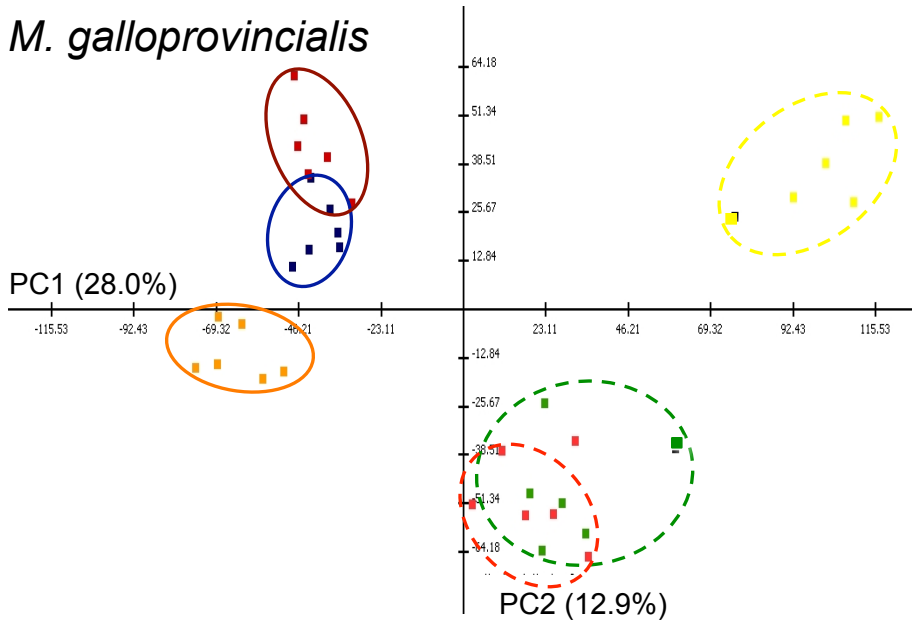 M. galloprovincialis
64.18
51.34
38.51
25.67
12.84
PC1 (28.0%)
-115.53 -92.43 -69.32 -46.21 -23.11 23.11 46.21 69.32 92.43 115.53
-12.84
-25.67
-38.51
-51.34
-64.18
PC2 (12.9%)